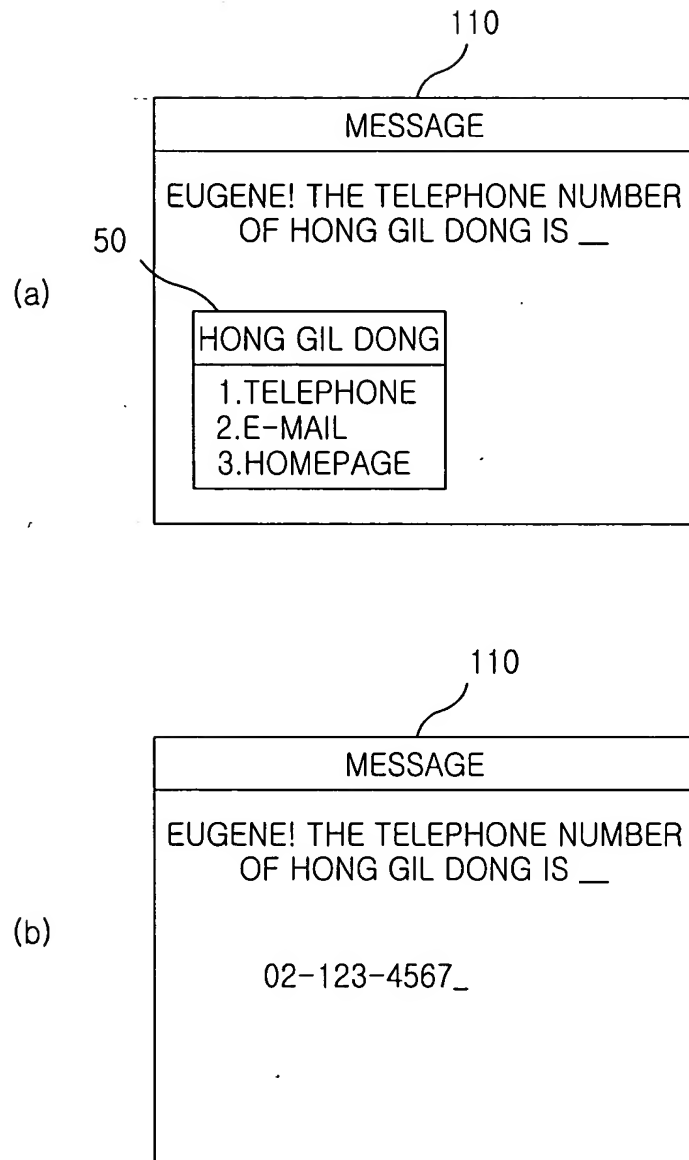 110
MESSAGE
EUGENE! THE TELEPHONE NUMBER
OF HONG GIL DONG IS __
50
(a)
HONG GIL DONG
1.TELEPHONE
2.E-MAIL
3.HOMEPAGE
110
MESSAGE
EUGENE! THE TELEPHONE NUMBER
OF HONG GIL DONG IS __
(b)
02-123-4567_